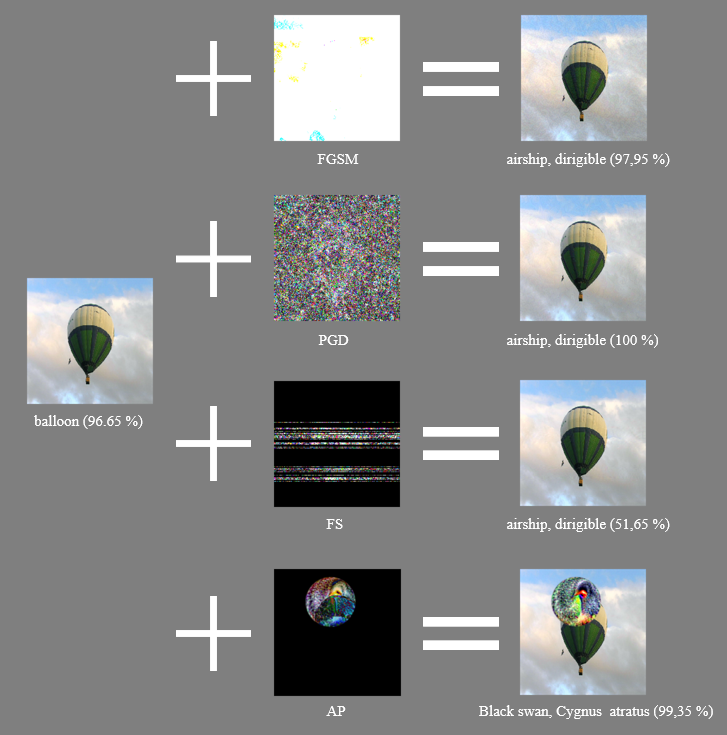 FGSM
airship, dirigible (97,95 %)
PGD
airship, dirigible (100 %)
balloon (96.65 %)
FS
airship, dirigible (51,65 %)
AP
Black swan, Cygnus atratus (99,35 %)